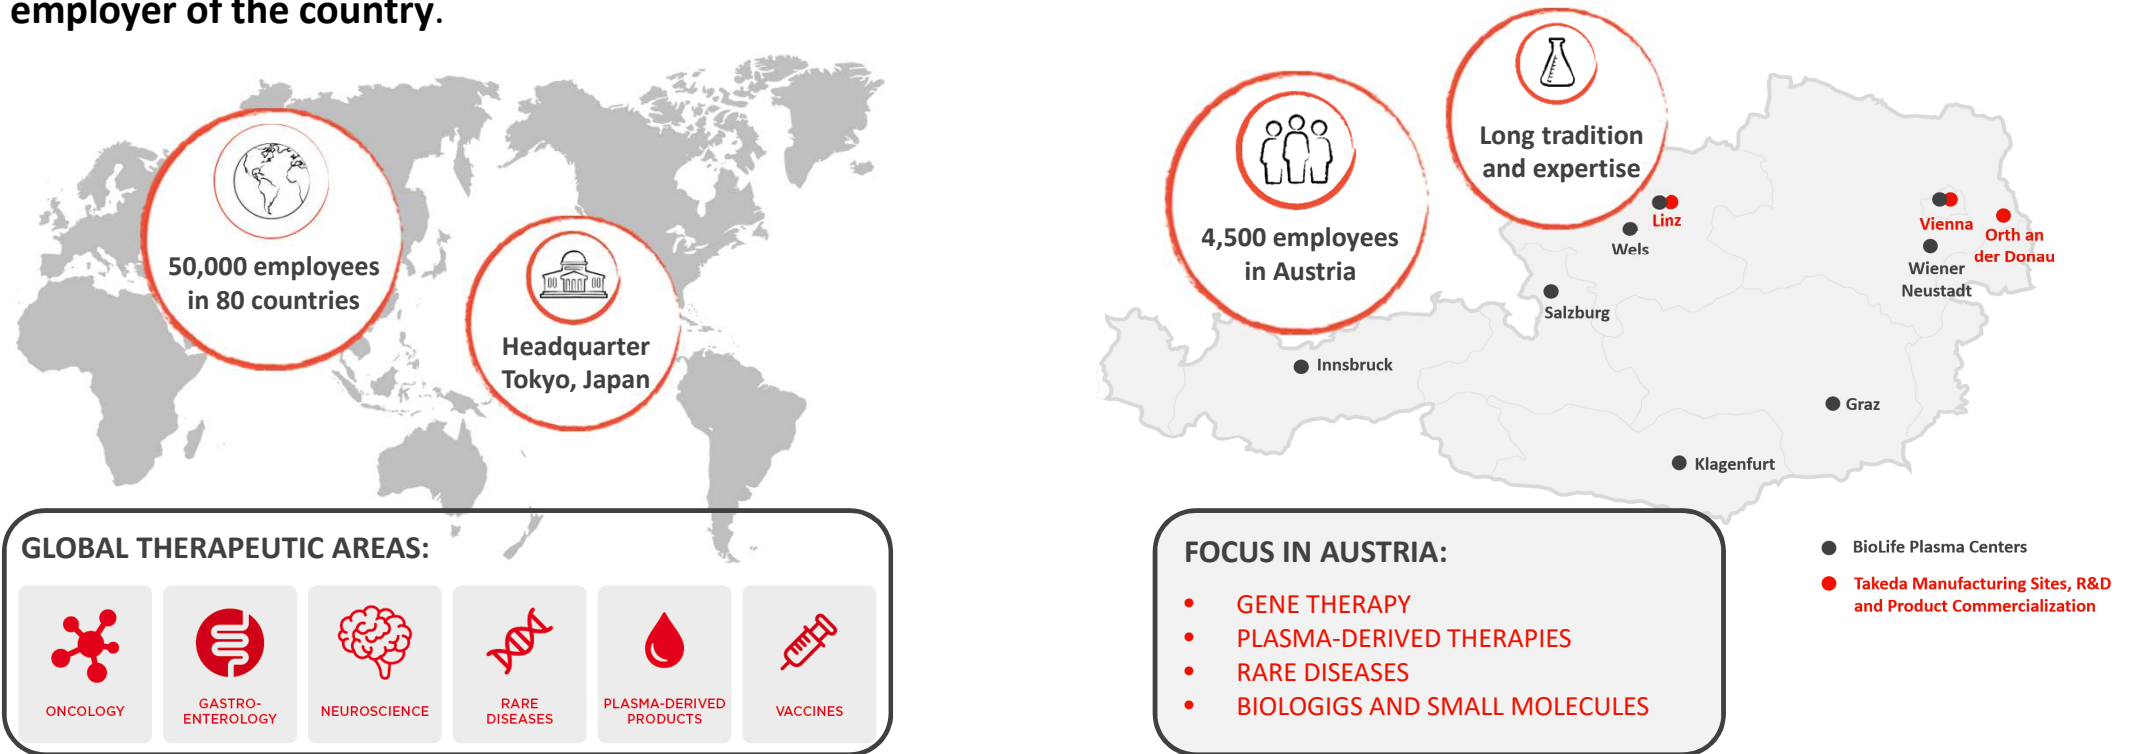 employer of the country.
50,000 employees
in 80 countries
Headquarter
Tokyo, Japan
GLOBAL THERAPEUTIC AREAS:
ONCOLOGY
GASTRO-
ENTEROLOGY
NEUROSCIENCE
RARE
DISEASES
PLASMA-DERIVED
PRODUCTS
VACCINES
Long tradition
and expertise
4,500 employees
in Austria
Linz
Wels
Vienna
Orth an
der Donau
Wiener
Neustadt
Salzburg
Innsbruck
Graz
Klagenfurt
FOCUS IN AUSTRIA:
• GENE THERAPY
• PLASMA-DERIVED THERAPIES
• RARE DISEASES
• BIOLOGIGS AND SMALL MOLECULES
BioLife Plasma Centers
Takeda Manufacturing Sites, R&D
and Product Commercialization